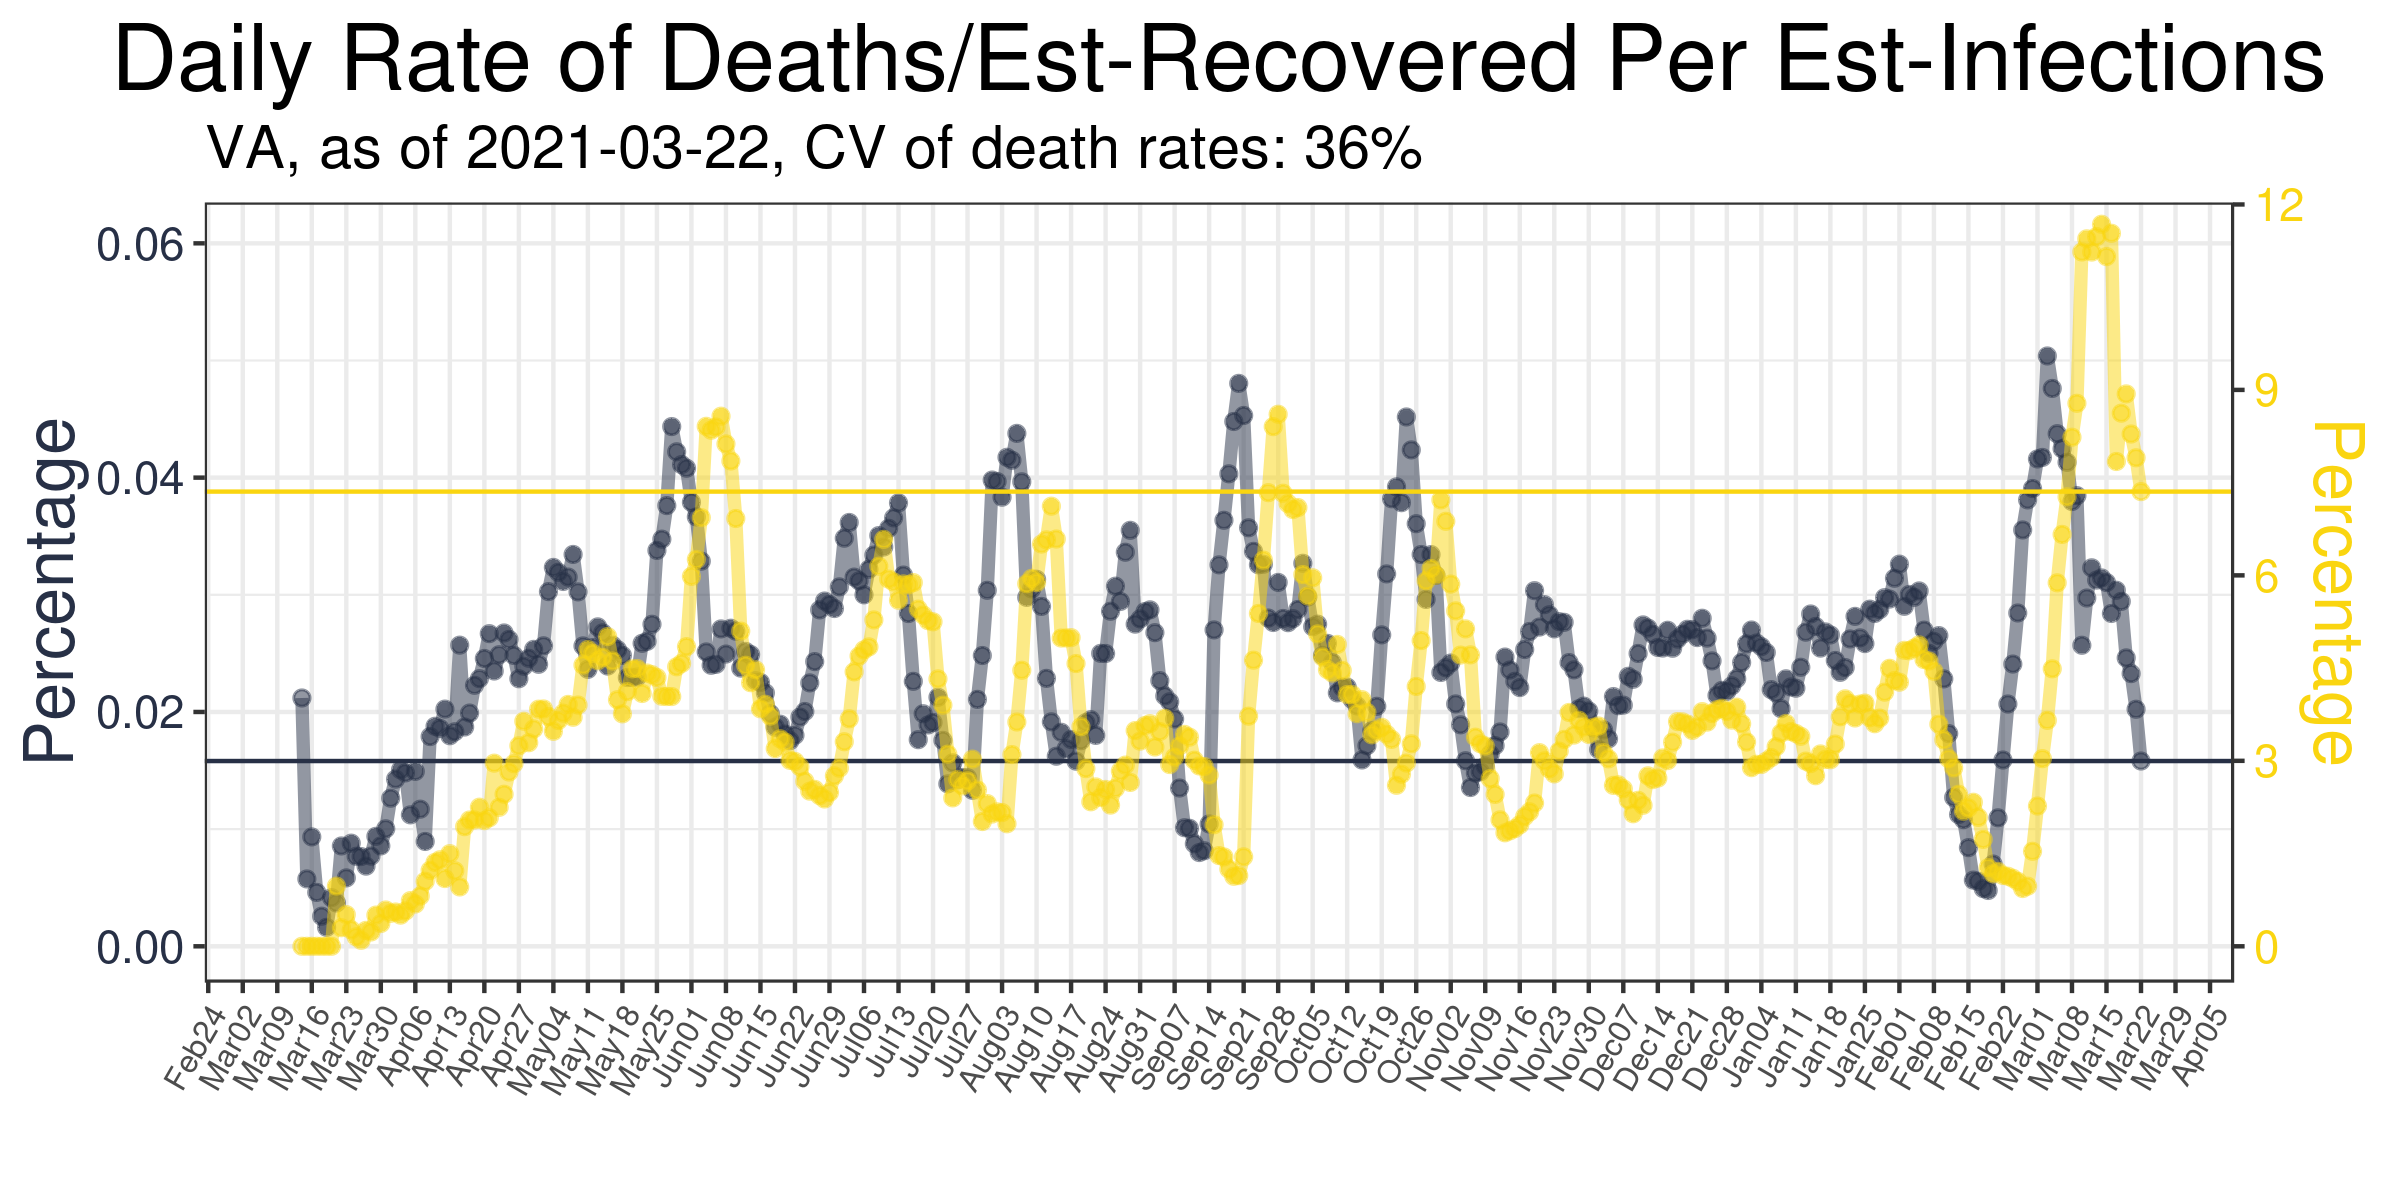 Daily Rate of Deaths/Est-Recovered Per Est-Infections
VA, as of 2021-03-22, CV of death rates: 36%
Percentage
0.06
0.04
0.02
0.00
12
9
6
3
0
Percentage
Feb24
Mar02
Mar09
Mar16
Mar23
Mar30
Apr06
Apr13
Apr20
Apr27
May04
May11
May18
May25
Jun01
Jun08
Jun15
Jun22
Jun29
Jul06
Jul13
Jul20
Jul27
Aug03
Aug10
Aug17
Aug24
Aug31
Sep07
Sep14
Sep21
Sep28
Oct05
Oct12
Oct19
Oct26
Nov02
Nov09
Nov16
Nov23
Nov30
Dec07
Dec14
Dec21
Dec28
Jan04
Jan11
Jan18
Jan25
Feb01
Feb08
Feb15
Feb22
Mar01
Mar08
Mar15
Mar22
Mar29
Apr05